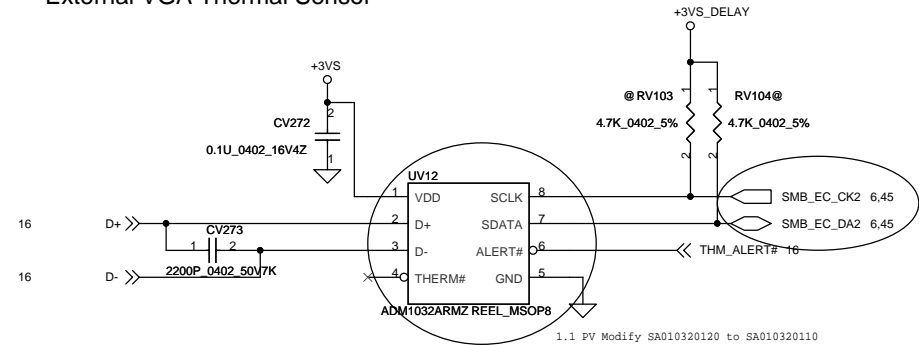 External VGA Thermal Sensor
+3VS_DELAY
+3VS
@ RV103
RV104@
4.7K_0402_5%
4.7K_0402_5%
1
1
2
2
CV272
2
1
0.1U_0402_16V4Z
UV12
1 VDD SCLK 8
SMB_EC_CK2 6,45
16 D+
2 D+ SDATA 7
SMB_EC_DA2 6,45
CV273
1 2
3 D- ALERT# 6
THM_ALERT# 16
16 D-
2200P_0402_50V7K
4 THERM# GND 5
ADM1032ARMZ REEL_MSOP8
1.1 PV Modify SA010320120 to SA010320110